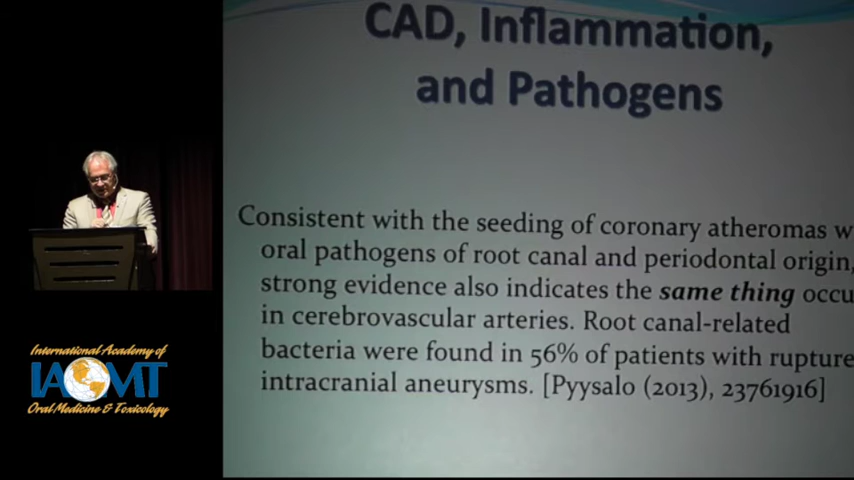 CAD, Inflammation,
and Pathogens
Consistent with the seeding of coronary atheromas w
oral pathogens of root canal and periodontal origin,
strong evidence also indicates the same thing occu
in cerebrovascular arteries. Root canal-related
bacteria were found in 56% of patients with rupture
intracranial aneurysms. [Pyysalo (2013), 23761916]
International Academy of
IAOMT
Oral Medicine & Toxicology